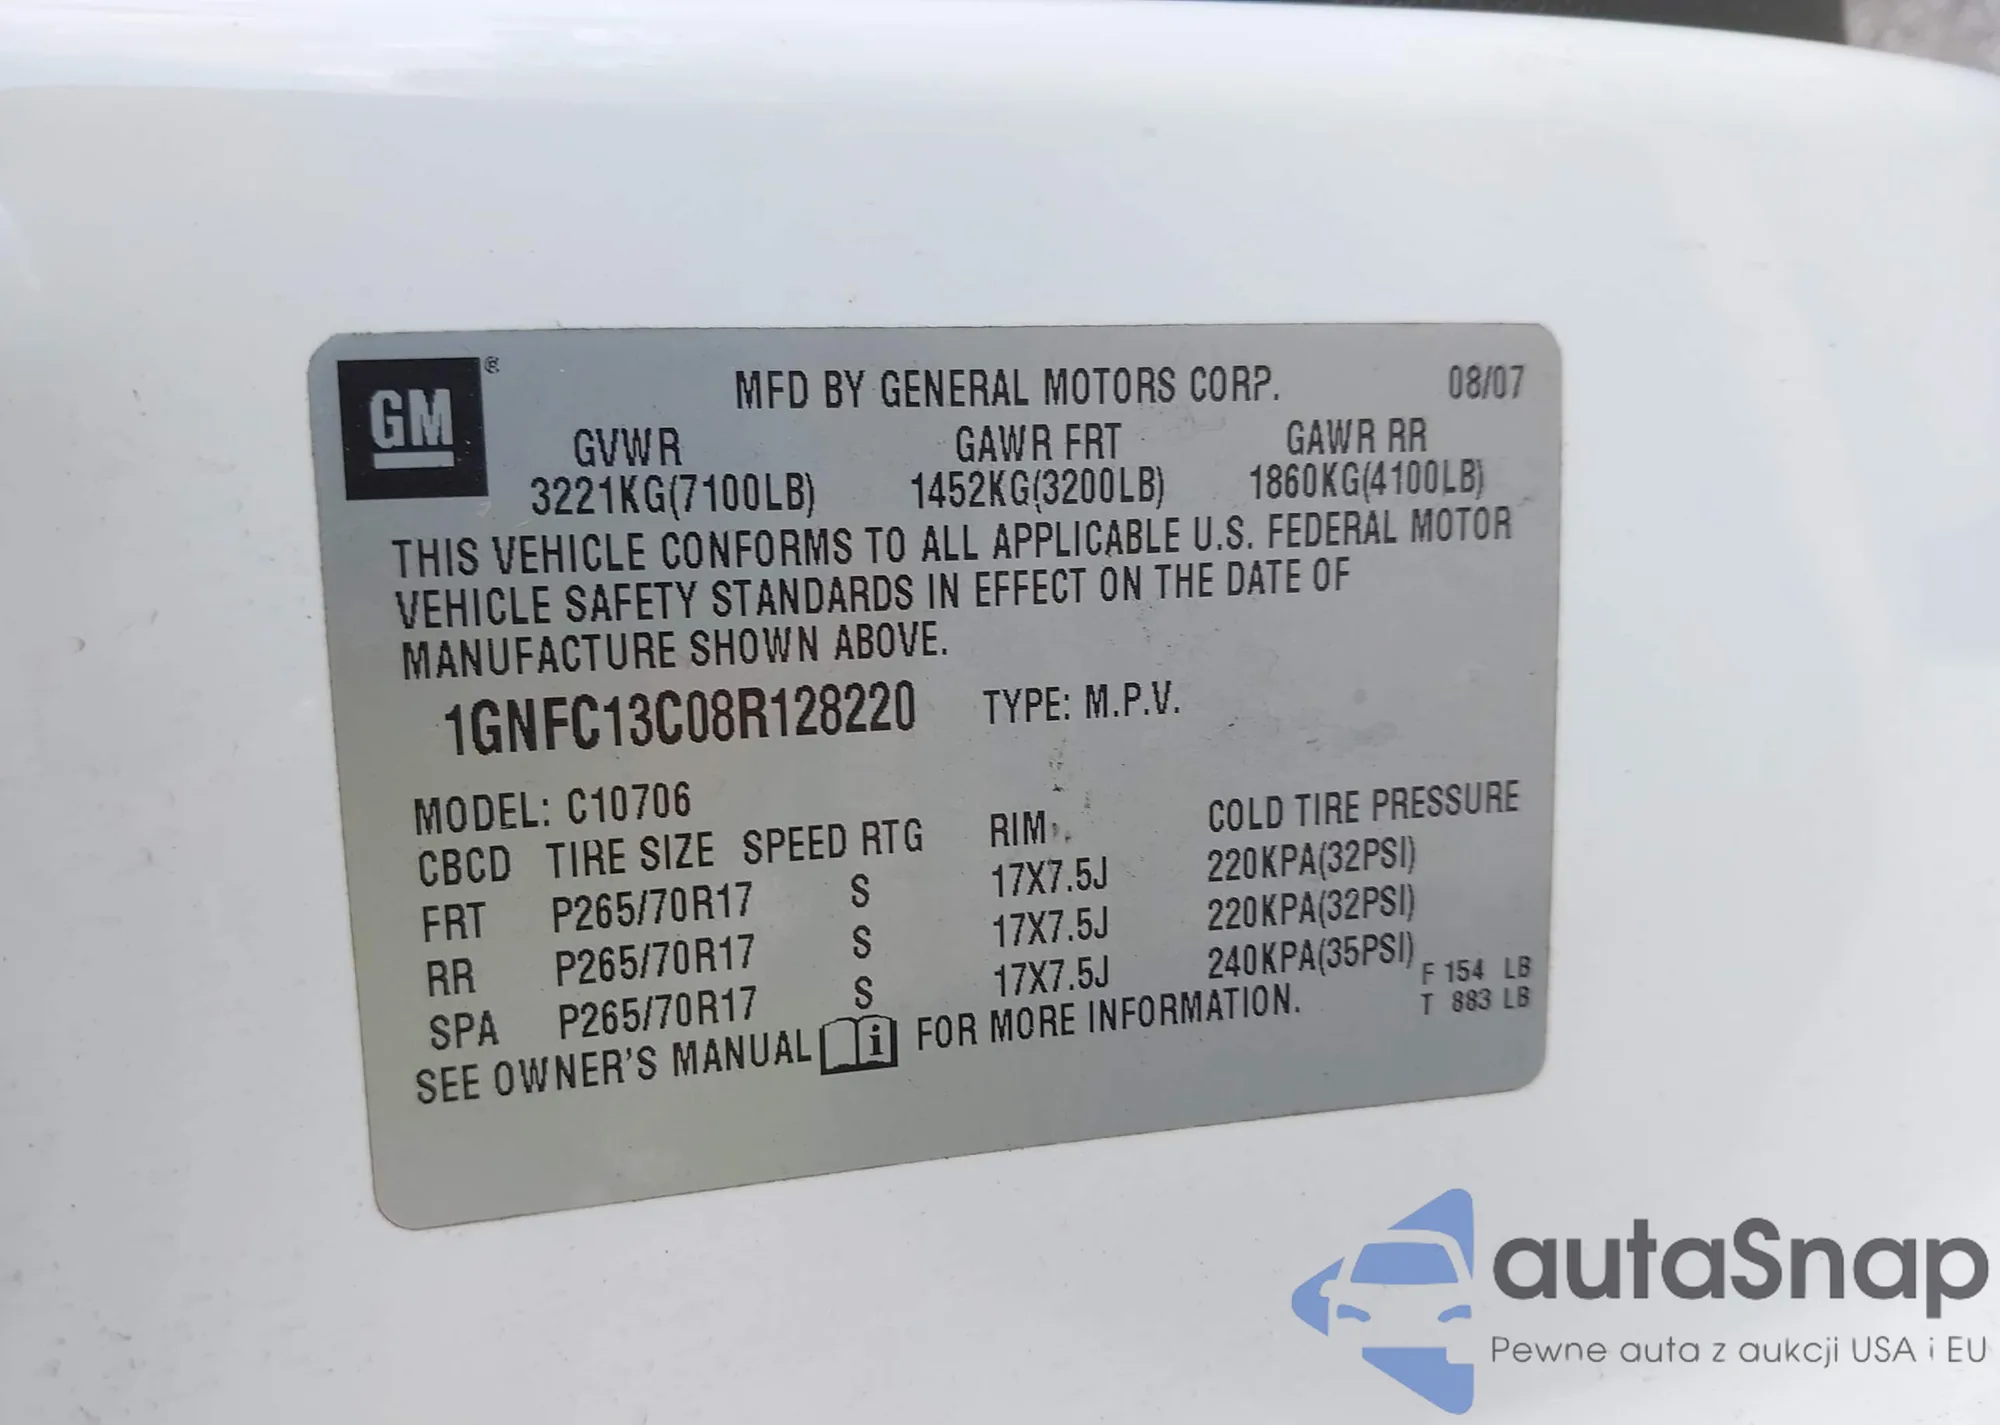 GM ®
MFD BY GENERAL MOTORS CORP. 08/07
GVWR GAWR FRT GAWR RR
3221KG(7100LB) 1452KG(3200LB) 1860KG(4100LB)
THIS VEHICLE CONFORMS TO ALL APPLICABLE U.S. FEDERAL MOTOR
VEHICLE SAFETY STANDARDS IN EFFECT ON THE DATE OF
MANUFACTURE SHOWN ABOVE.
1GNFC13C08R128220 TYPE: M.P.V.
MODEL: C10706
CBCD TIRE SIZE SPEED RTG RIM COLD TIRE PRESSURE
FRT P265/70R17 S 17X7.5J 220KPA(32PSI)
RR P265/70R17 S 17X7.5J 220KPA(32PSI)
SPA P265/70R17 S 17X7.5J 240KPA(35PSI)
SEE OWNER'S MANUAL i FOR MORE INFORMATION.
F 154 LB
T 883 LB
autaSnap
Pewne auta z aukcji USA i EU